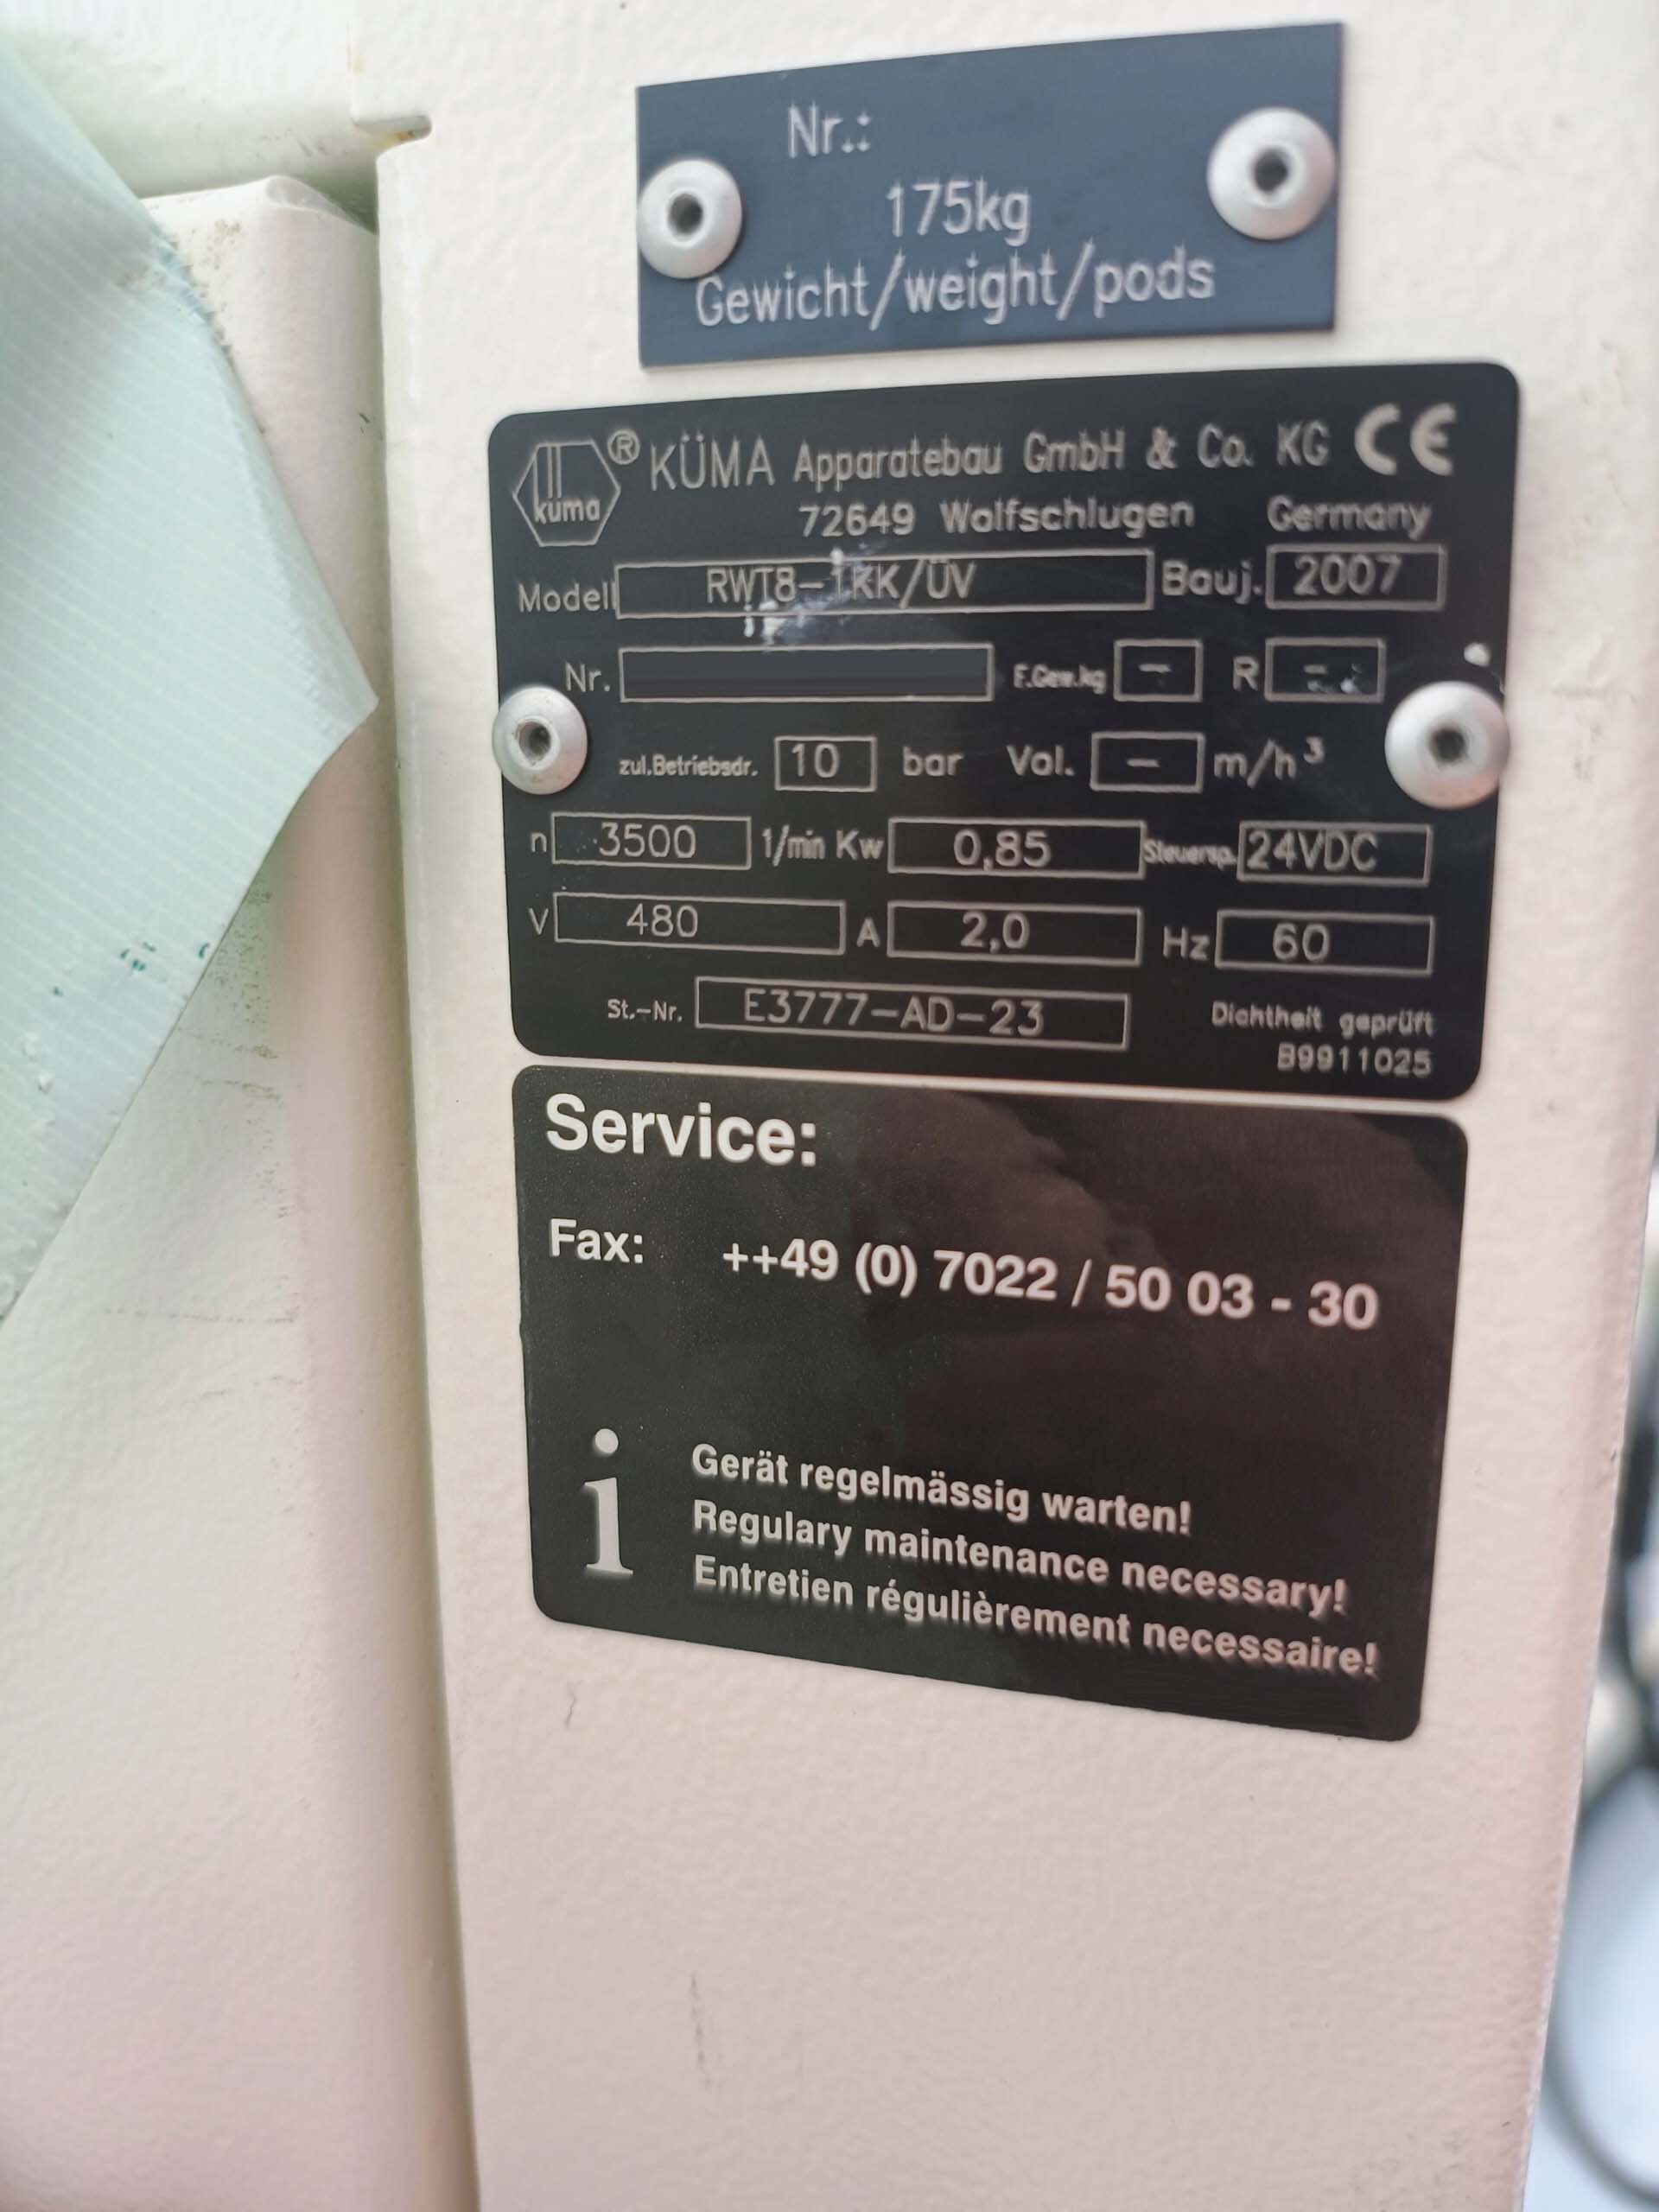 Nr.:
175kg
Gewicht/weight/pods
küma ® KÜMA Apparatebau GmbH & Co. KG CE
72649 Wolfschlugen Germany
Modell RWT8-1KK/ÜV Bauj. 2007
Nr. F.Gew.kg - R -
zul.Betriebsdr. 10 bar Vol. - m/h³
n 3500 1/min Kw 0,85 Steuersp. 24VDC
V 480 A 2,0 Hz 60
St.-Nr. E3777-AD-23 Dichtheit geprüft
B9911025
Service:
Fax: ++49 (0) 7022 / 50 03 - 30
i Gerät regelmässig warten!
Regulary maintenance necessary!
Entretien régulièrement necessaire!